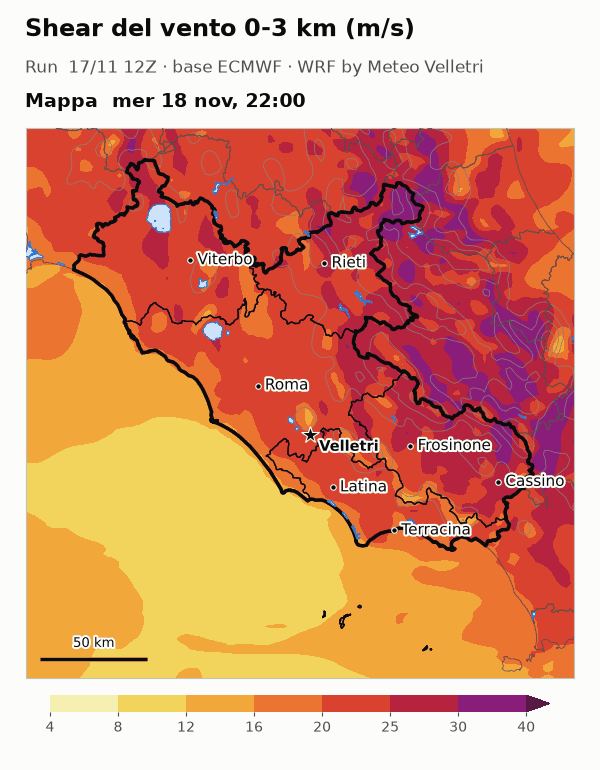 Shear del vento 0-3 km (m/s)
Run  17/11 12Z · base ECMWF · WRF by Meteo Velletri
Mappa  mer 18 nov, 22:00
Viterbo
Rieti
Roma
Velletri
Frosinone
Cassino
Latina
Terracina
50 km
4 8 12 16 20 25 30 40